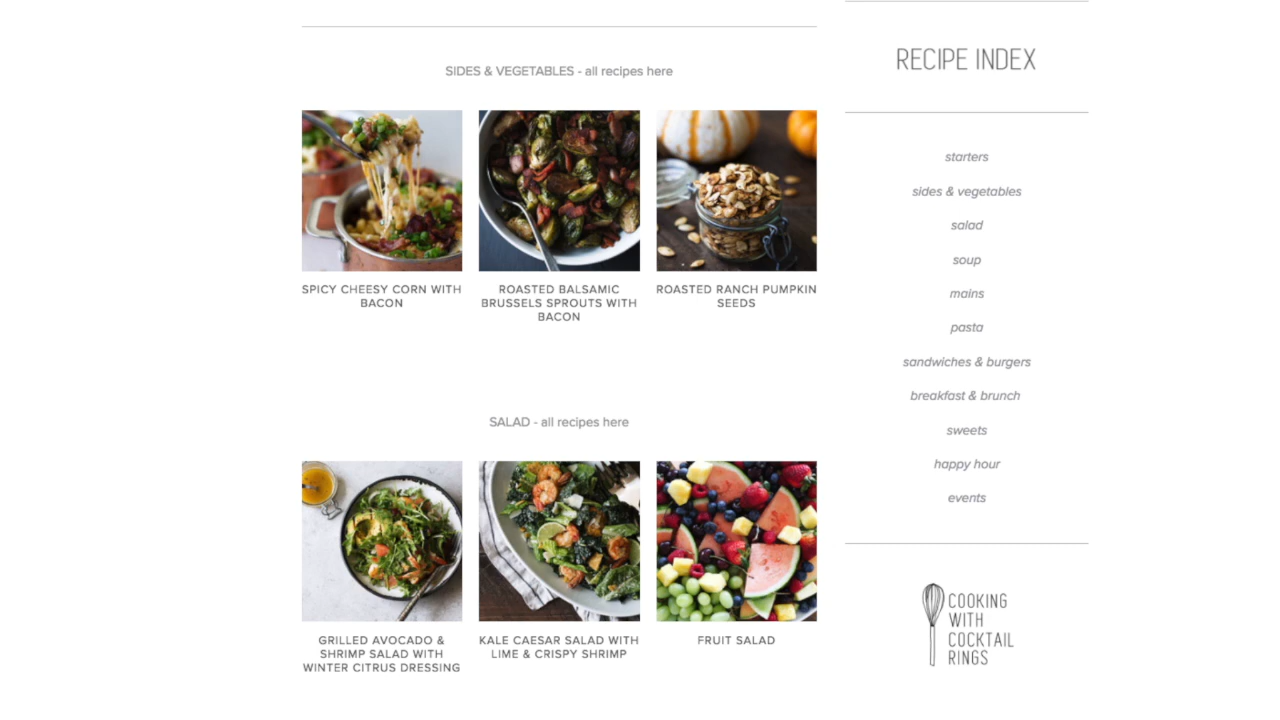 SIDES & VEGETABLES - all recipes here
SPICY CHEESY CORN WITH
BACON
ROASTED BALSAMIC
BRUSSELS SPROUTS WITH
BACON
ROASTED RANCH PUMPKIN
SEEDS
SALAD - all recipes here
GRILLED AVOCADO &
SHRIMP SALAD WITH
WINTER CITRUS DRESSING
KALE CAESAR SALAD WITH
LIME & CRISPY SHRIMP
FRUIT SALAD
RECIPE INDEX
starters
sides & vegetables
salad
soup
mains
pasta
sandwiches & burgers
breakfast & brunch
sweets
happy hour
events
COOKING
WITH
COCKTAIL
RINGS